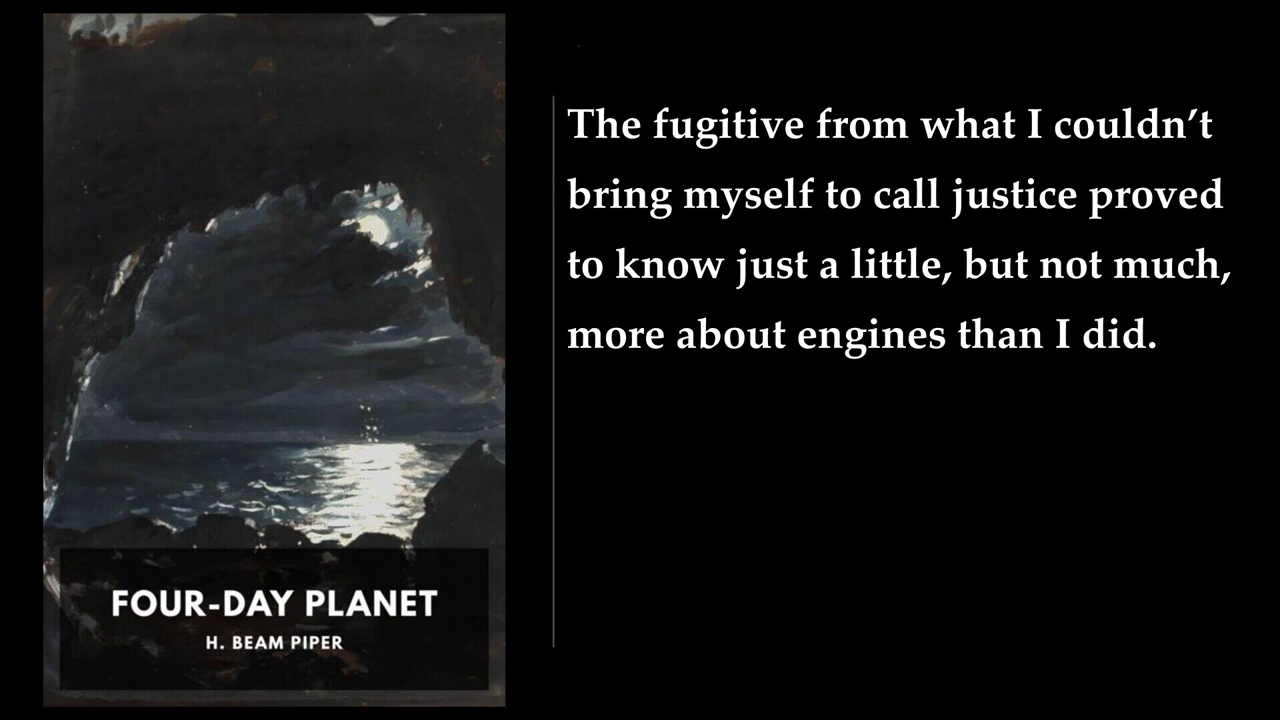 FOUR-DAY PLANET
H. BEAM PIPER
The fugitive from what I couldn’t
bring myself to call justice proved
to know just a little, but not much,
more about engines than I did.